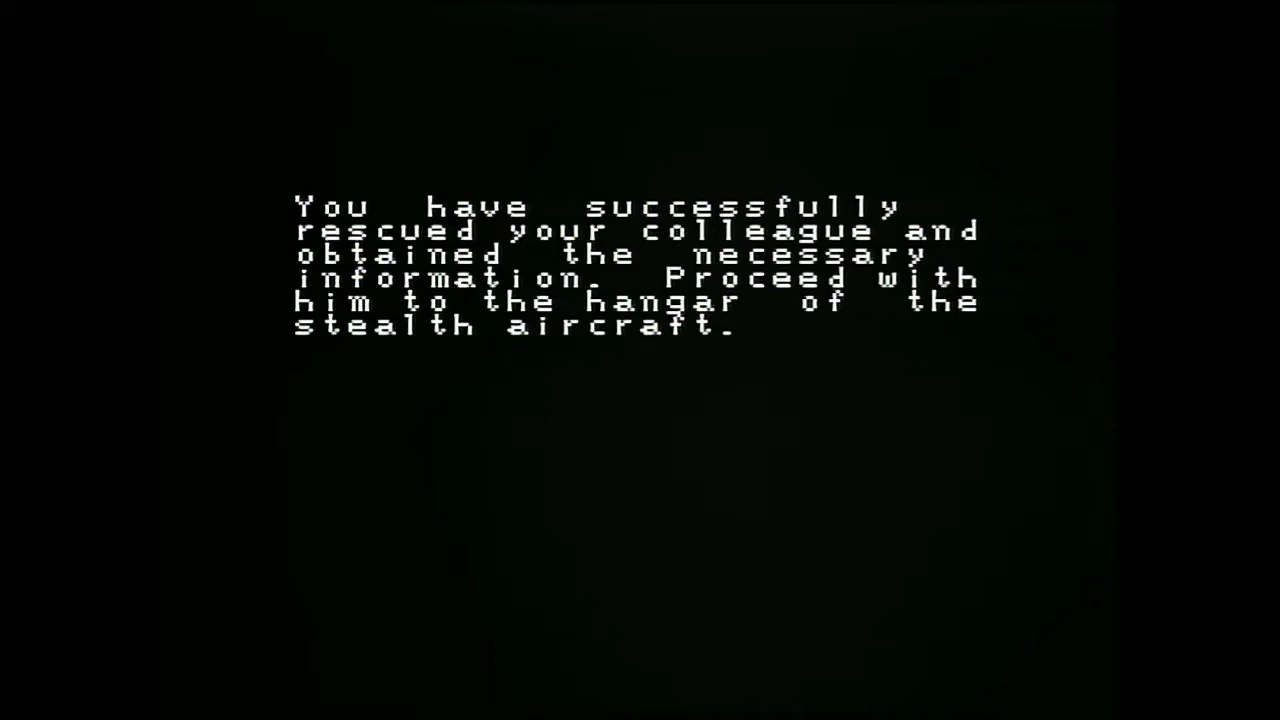 You have successfully
rescued your colleague and
obtained the necessary
information. Proceed with
him to the hangar of the
stealth aircraft.